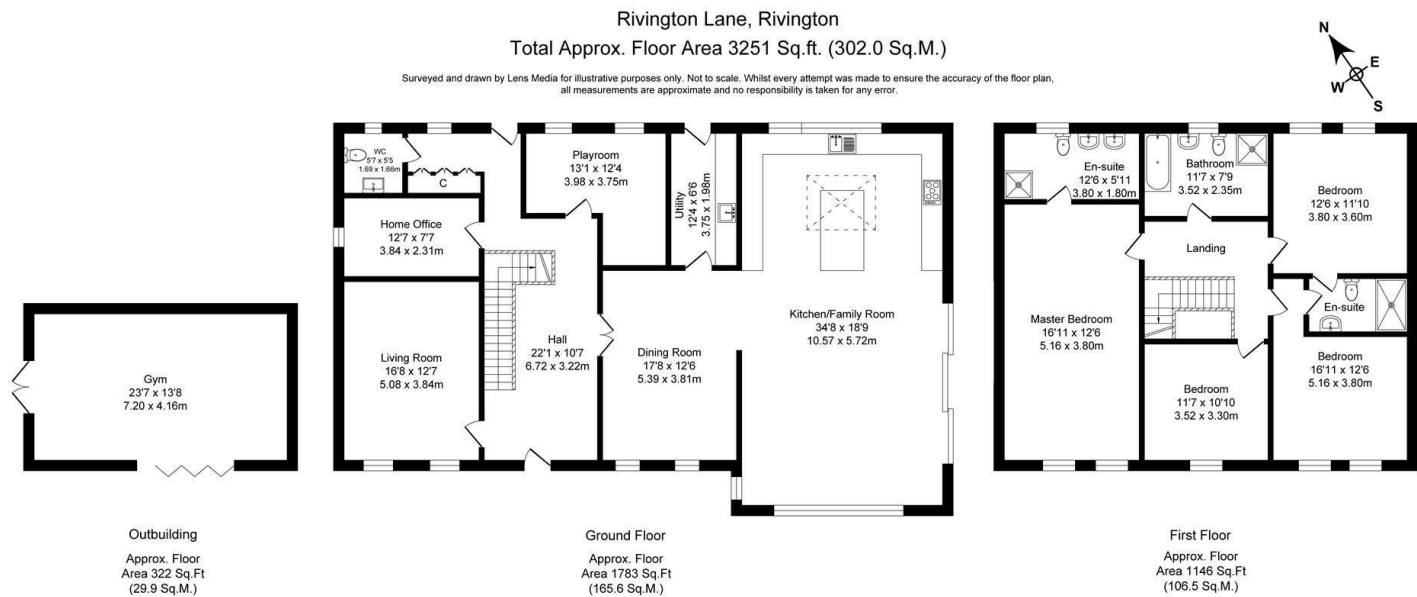 Rivington Lane, Rivington
Total Approx. Floor Area 3251 Sq.ft. (302.0 Sq.M.)
Surveyed and drawn by Lens Media for illustrative purposes only. Not to scale. Whilst every attempt was made to ensure the accuracy of the floor plan,
all measurements are approximate and no responsibility is taken for any error.
N
E
W
S
Gym
23'7 x 13'8
7.20 x 4.16m
Outbuilding
Approx. Floor
Area 322 Sq.Ft
(29.9 Sq.M.)
WC
5'7 x 5'5
1.69 x 1.66m
C
Home Office
12'7 x 7'7
3.84 x 2.31m
Living Room
16'8 x 12'7
5.08 x 3.84m
Hall
22'1 x 10'7
6.72 x 3.22m
Playroom
13'1 x 12'4
3.98 x 3.75m
Utility
12'4 x 6'6
3.75 x 1.98m
Dining Room
17'8 x 12'6
5.39 x 3.81m
Kitchen/Family Room
34'8 x 18'9
10.57 x 5.72m
Ground Floor
Approx. Floor
Area 1783 Sq.Ft
(165.6 Sq.M.)
En-suite
12'6 x 5'11
3.80 x 1.80m
Bathroom
11'7 x 7'9
3.52 x 2.35m
Bedroom
12'6 x 11'10
3.80 x 3.60m
Landing
Master Bedroom
16'11 x 12'6
5.16 x 3.80m
En-suite
Bedroom
11'7 x 10'10
3.52 x 3.30m
Bedroom
16'11 x 12'6
5.16 x 3.80m
First Floor
Approx. Floor
Area 1146 Sq.Ft
(106.5 Sq.M.)